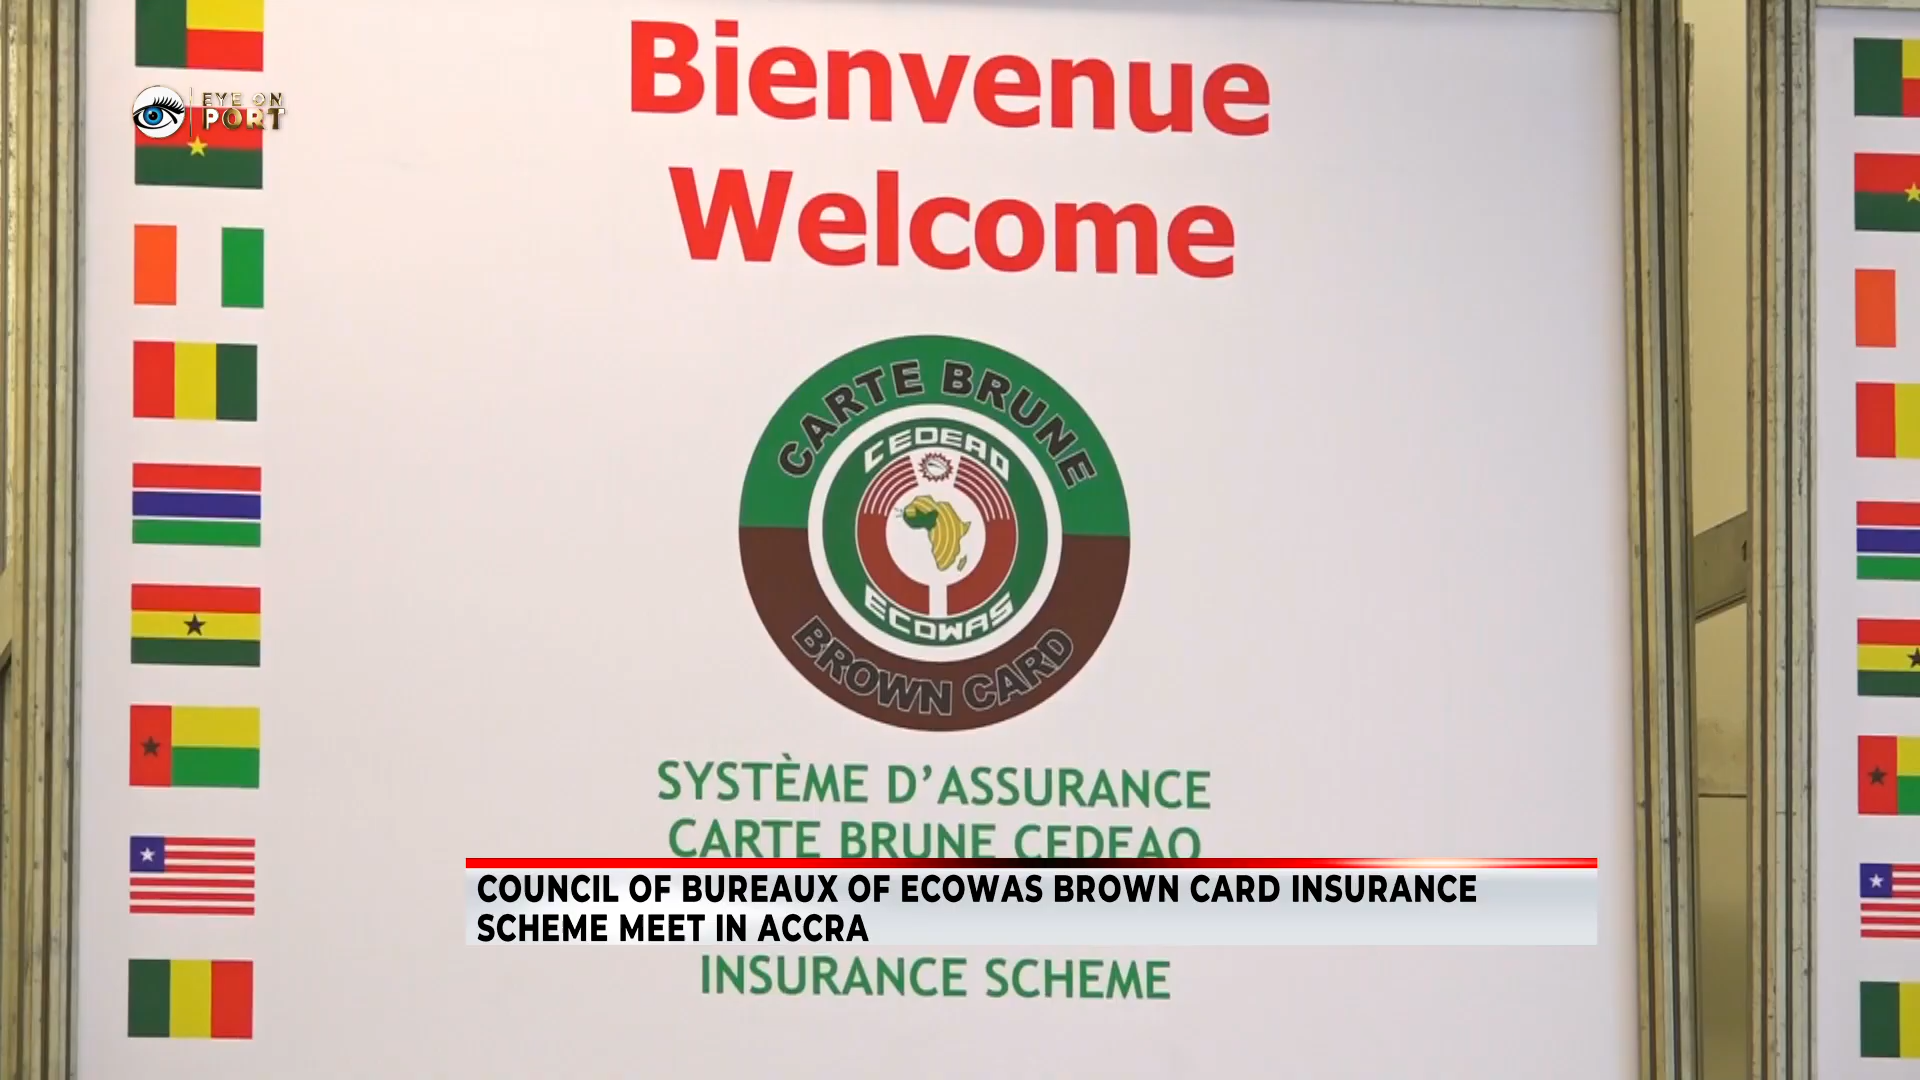 Bienvenue
Welcome
EYE ON
PORT
CARTE BRUNE
CEDEAO
ECOWAS
BROWN CARD
SYSTÈME D'ASSURANCE
CARTE BRUNE CEDEAO
COUNCIL OF BUREAUX OF ECOWAS BROWN CARD INSURANCE
SCHEME MEET IN ACCRA
INSURANCE SCHEME